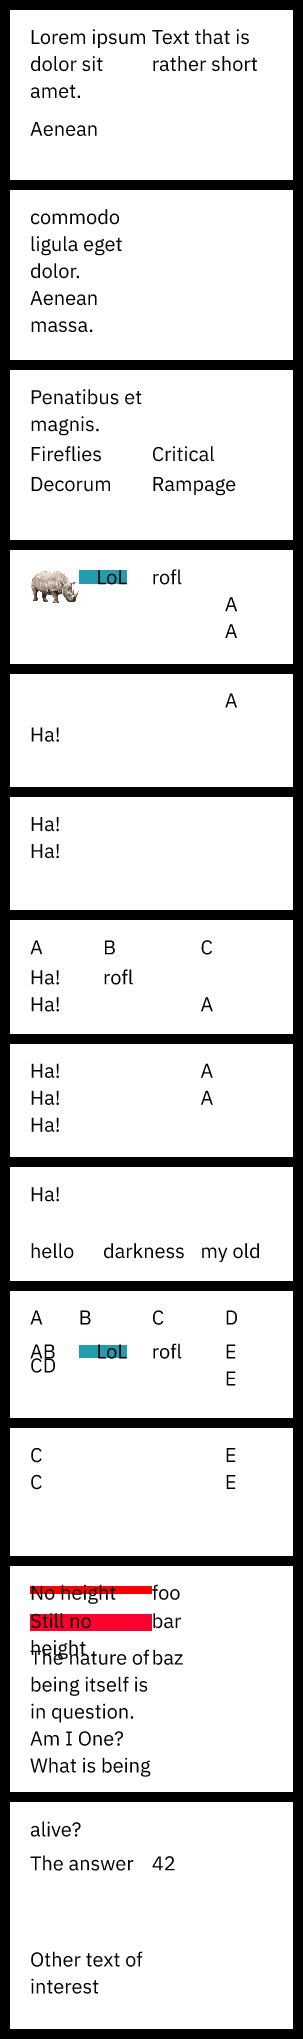 Lorem ipsum Text that is
dolor sit rather short
amet.
Aenean
commodo
ligula eget
dolor.
Aenean
massa.
Penatibus et
magnis.
Fireflies Critical
Decorum Rampage
LoL rofl
A
A
A
Ha!
Ha!
Ha!
A B C
Ha! rofl
Ha! A
Ha! A
Ha! A
Ha!
Ha!
hello darkness my old
A B C D
AB LoL rofl E
CD
E
C E
C E
No height foo
Still no bar
height
The nature of baz
being itself is
in question.
Am I One?
What is being
alive?
The answer 42
Other text of
interest